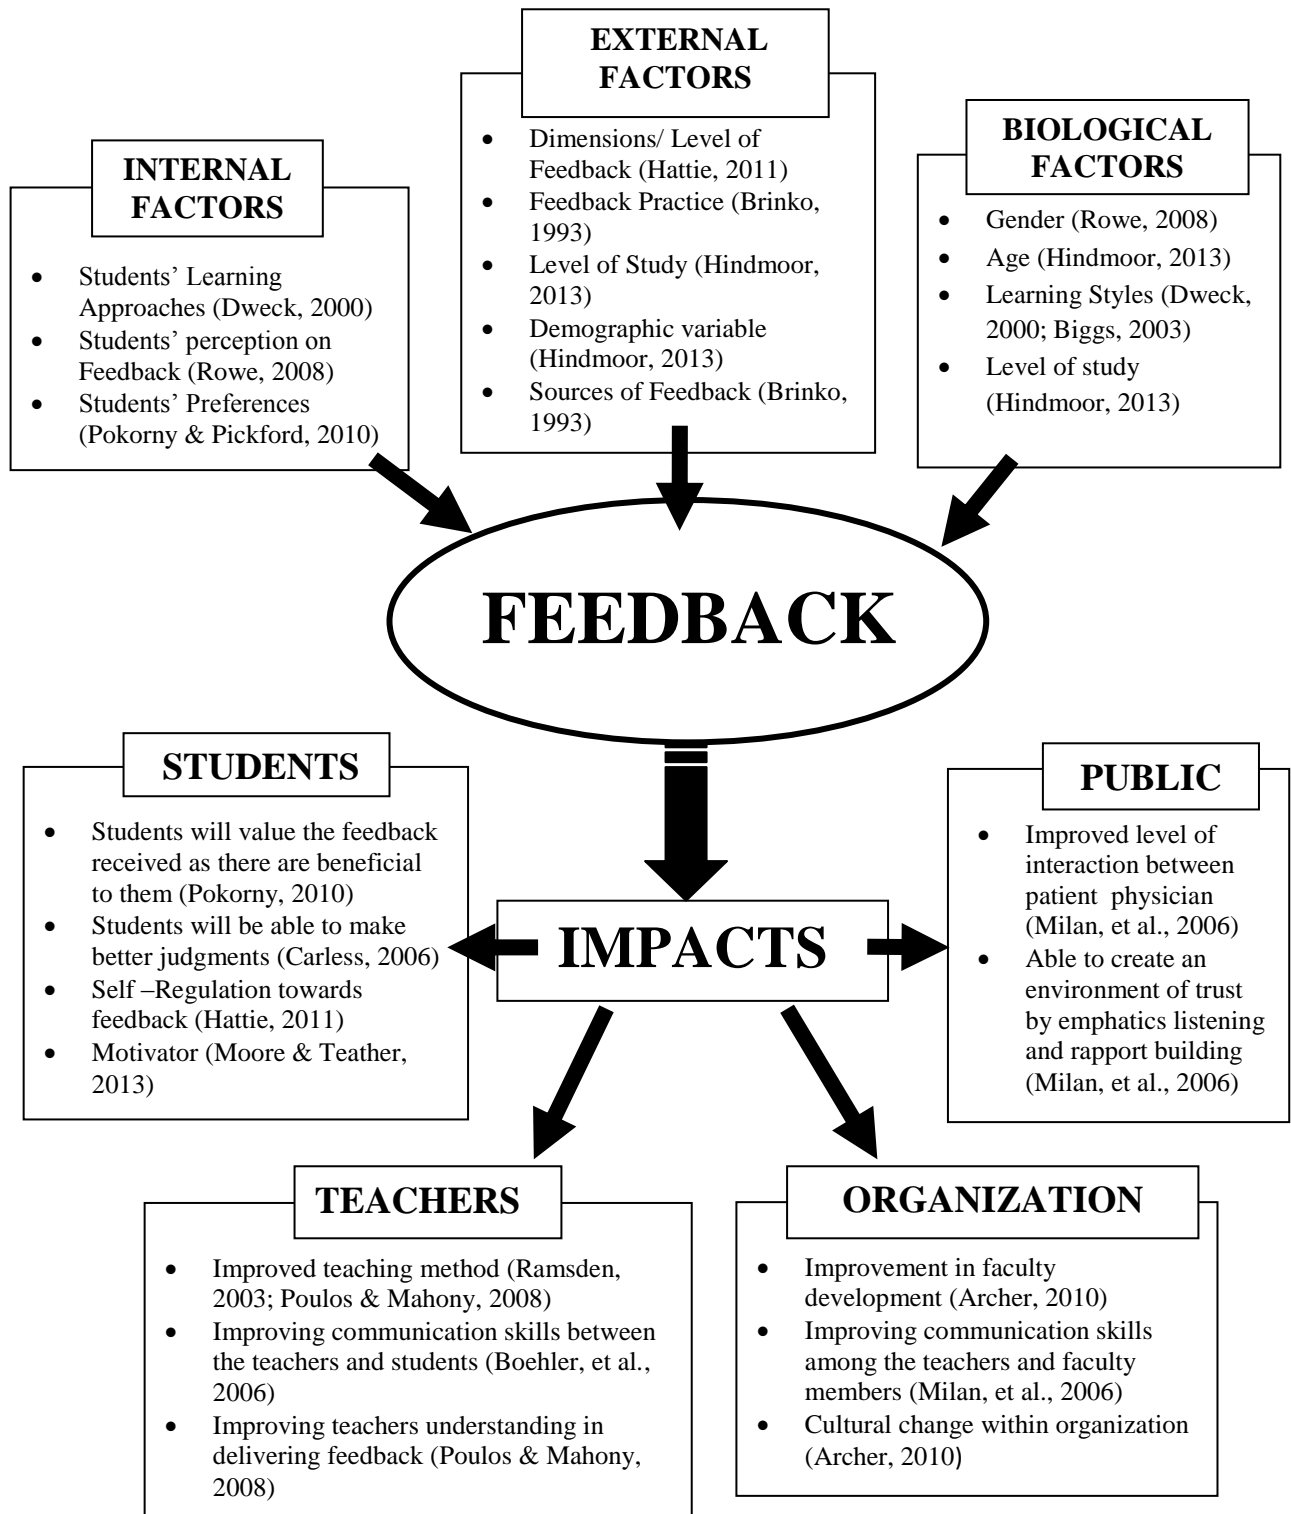 EXTERNAL
FACTORS
• Dimensions/ Level of
Feedback (Hattie, 2011)
• Feedback Practice (Brinko,
1993)
• Level of Study (Hindmoor,
2013)
• Demographic variable
(Hindmoor, 2013)
• Sources of Feedback (Brinko,
1993)
INTERNAL
FACTORS
• Students’ Learning
Approaches (Dweck, 2000)
• Students’ perception on
Feedback (Rowe, 2008)
• Students’ Preferences
(Pokorny & Pickford, 2010)
BIOLOGICAL
FACTORS
• Gender (Rowe, 2008)
• Age (Hindmoor, 2013)
• Learning Styles (Dweck,
2000; Biggs, 2003)
• Level of study
(Hindmoor, 2013)
FEEDBACK
STUDENTS
• Students will value the feedback
received as there are beneficial
to them (Pokorny, 2010)
• Students will be able to make
better judgments (Carless, 2006)
• Self –Regulation towards
feedback (Hattie, 2011)
• Motivator (Moore & Teather,
2013)
IMPACTS
PUBLIC
• Improved level of
interaction between
patient physician
(Milan, et al., 2006)
• Able to create an
environment of trust
by emphatics listening
and rapport building
(Milan, et al., 2006)
TEACHERS
• Improved teaching method (Ramsden,
2003; Poulos & Mahony, 2008)
• Improving communication skills between
the teachers and students (Boehler, et al.,
2006)
• Improving teachers understanding in
delivering feedback (Poulos & Mahony,
2008)
ORGANIZATION
• Improvement in faculty
development (Archer, 2010)
• Improving communication skills
among the teachers and faculty
members (Milan, et al., 2006)
• Cultural change within organization
(Archer, 2010)